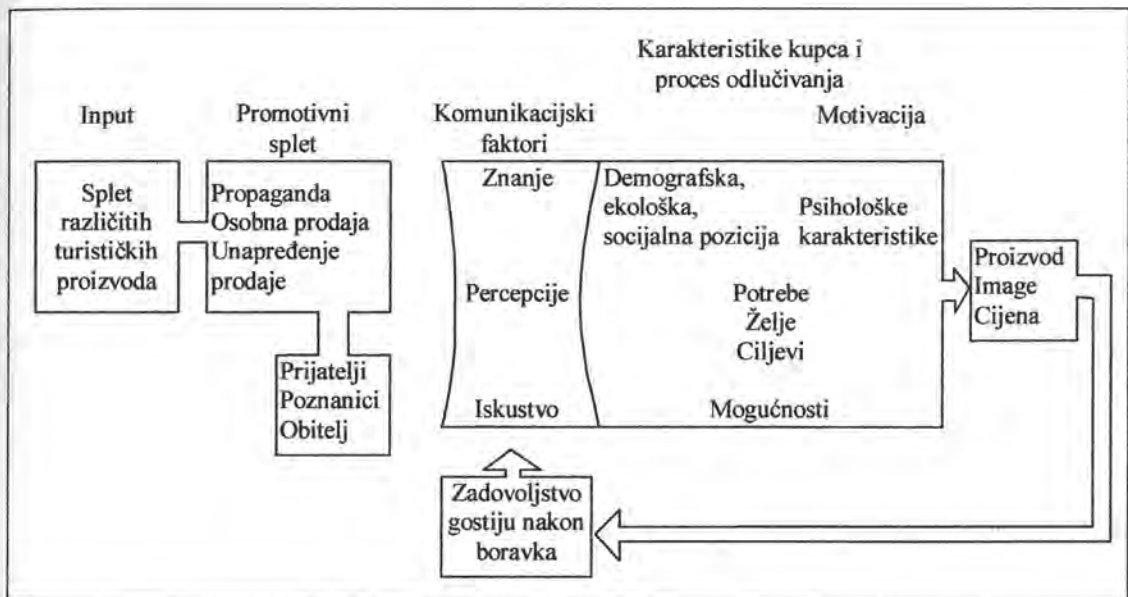 Karakteristike kupca i
proces odlučivanja
Input
Promotivni
splet
Komunikacijski
faktori
Motivacija
Splet
različitih
turističkih
proizvoda
Propaganda
Osobna prodaja
Unapređenje
prodaje
Prijatelji
Poznanici
Obitelj
Znanje
Percepcije
Iskustvo
Demografska,
ekološka,
socijalna pozicija
Psihološke
karakteristike
Potrebe
Želje
Ciljevi
Mogućnosti
Proizvod
Image
Cijena
Zadovoljstvo
gostiju nakon
boravka